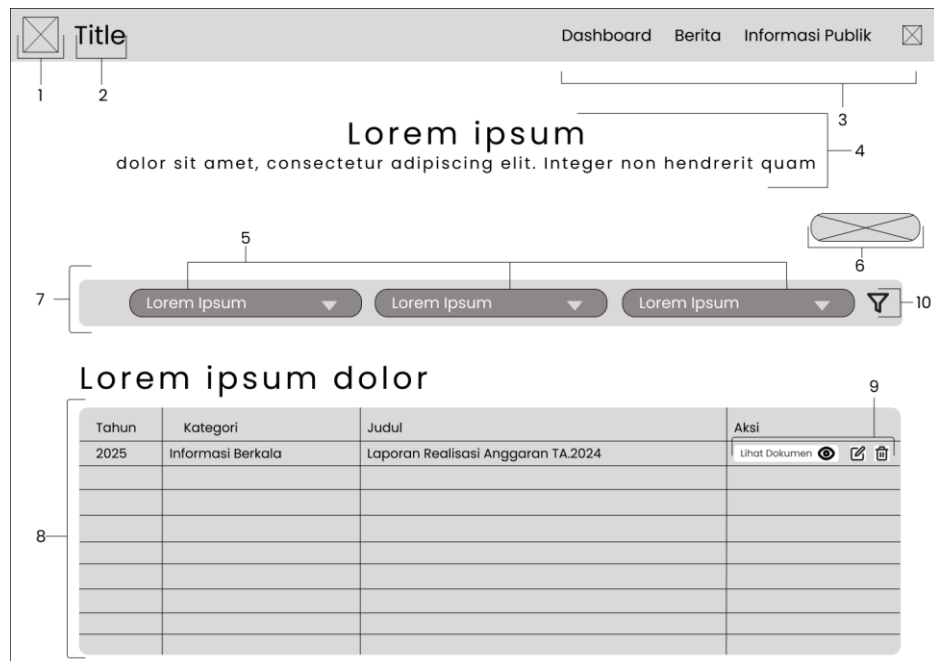 Title Dashboard Berita Informasi Publik
1 2
3
Lorem ipsum
dolor sit amet, consectetur adipiscing elit. Integer non hendrerit quam
4
5
6
7
Lorem Ipsum Lorem Ipsum Lorem Ipsum
10
Lorem ipsum dolor
9
Tahun Kategori Judul Aksi
2025 Informasi Berkala Laporan Realisasi Anggaran TA.2024 Lihat Dokumen
8